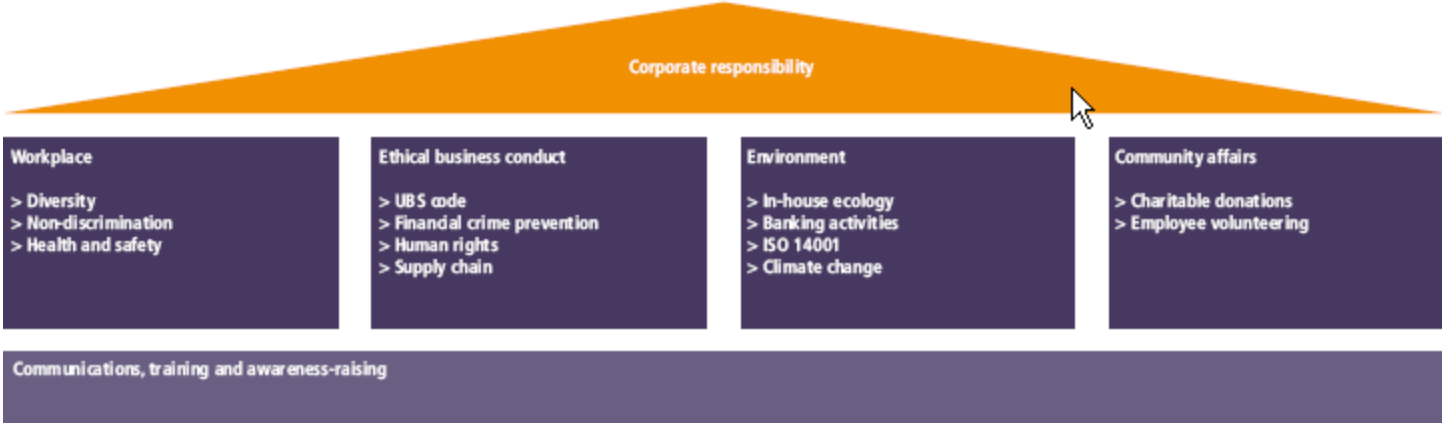 Corporate responsibility
Workplace
> Diversity
> Non-discrimination
> Health and safety
Ethical business conduct
> UBS code
> Financial crime prevention
> Human rights
> Supply chain
Environment
> In-house ecology
> Banking activities
> ISO 14001
> Climate change
Community affairs
> Charitable donations
> Employee volunteering
Communications, training and awareness-raising